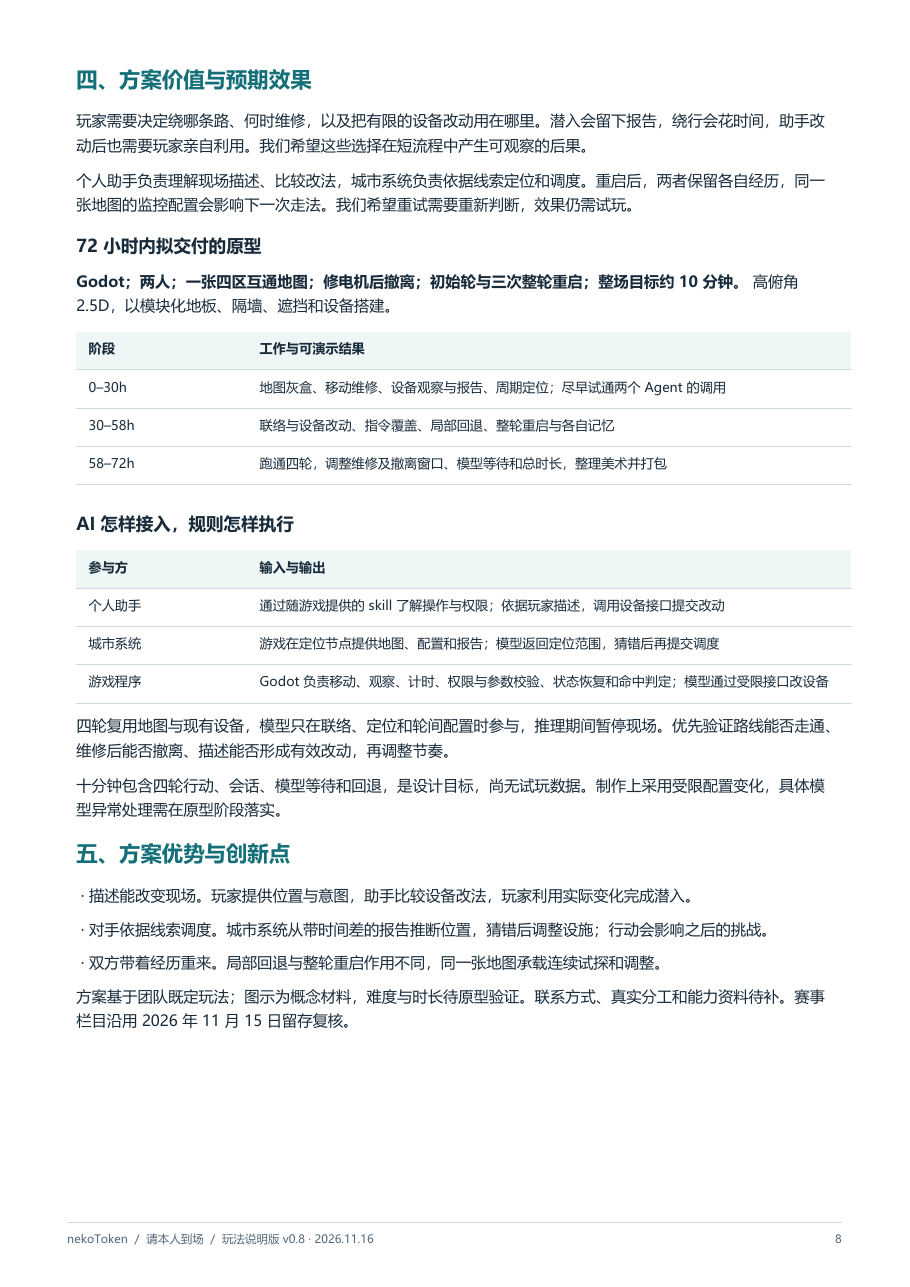 四、方案价值与预期效果
玩家需要决定绕哪条路、何时维修，以及把有限的设备改动用在哪里。潜入会留下报告，绕行会花时间，助手改
动后也需要玩家亲自利用。我们希望这些选择在短流程中产生可观察的后果。
个人助手负责理解现场描述、比较改法，城市系统负责依据线索定位和调度。重启后，两者保留各自经历，同一
张地图的监控配置会影响下一次走法。我们希望重试需要重新判断，效果仍需试玩。
72 小时内拟交付的原型
Godot；两人；一张四区互通地图；修电机后撤离；初始轮与三次整轮重启；整场目标约 10 分钟。 高俯角
2.5D，以模块化地板、隔墙、遮挡和设备搭建。
阶段 工作与可演示结果
0–30h 地图灰盒、移动维修、设备观察与报告、周期定位；尽早试通两个 Agent 的调用
30–58h 联络与设备改动、指令覆盖、局部回退、整轮重启与各自记忆
58–72h 跑通四轮，调整维修及撤离窗口、模型等待和总时长，整理美术并打包
AI 怎样接入，规则怎样执行
参与方 输入与输出
个人助手 通过随游戏提供的 skill 了解操作与权限；依据玩家描述，调用设备接口提交改动
城市系统 游戏在定位节点提供地图、配置和报告；模型返回定位范围，猜错后再提交调度
游戏程序 Godot 负责移动、观察、计时、权限与参数校验、状态恢复和命中判定；模型通过受限接口改设备
四轮复用地图与现有设备，模型只在联络、定位和轮间配置时参与，推理期间暂停现场。优先验证路线能否走通、
维修后能否撤离、描述能否形成有效改动，再调整节奏。
十分钟包含四轮行动、会话、模型等待和回退，是设计目标，尚无试玩数据。制作上采用受限配置变化，具体模
型异常处理需在原型阶段落实。
五、方案优势与创新点
· 描述能改变现场。玩家提供位置与意图，助手比较设备改法，玩家利用实际变化完成潜入。
· 对手依据线索调度。城市系统从带时间差的报告推断位置，猜错后调整设施；行动会影响之后的挑战。
· 双方带着经历重来。局部回退与整轮重启作用不同，同一张地图承载连续试探和调整。
方案基于团队既定玩法；图示为概念材料，难度与时长待原型验证。联系方式、真实分工和能力资料待补。赛事
栏目沿用 2026 年 11 月 15 日留存复核。
nekoToken / 请本人到场 / 玩法说明版 v0.8 · 2026.11.16 8